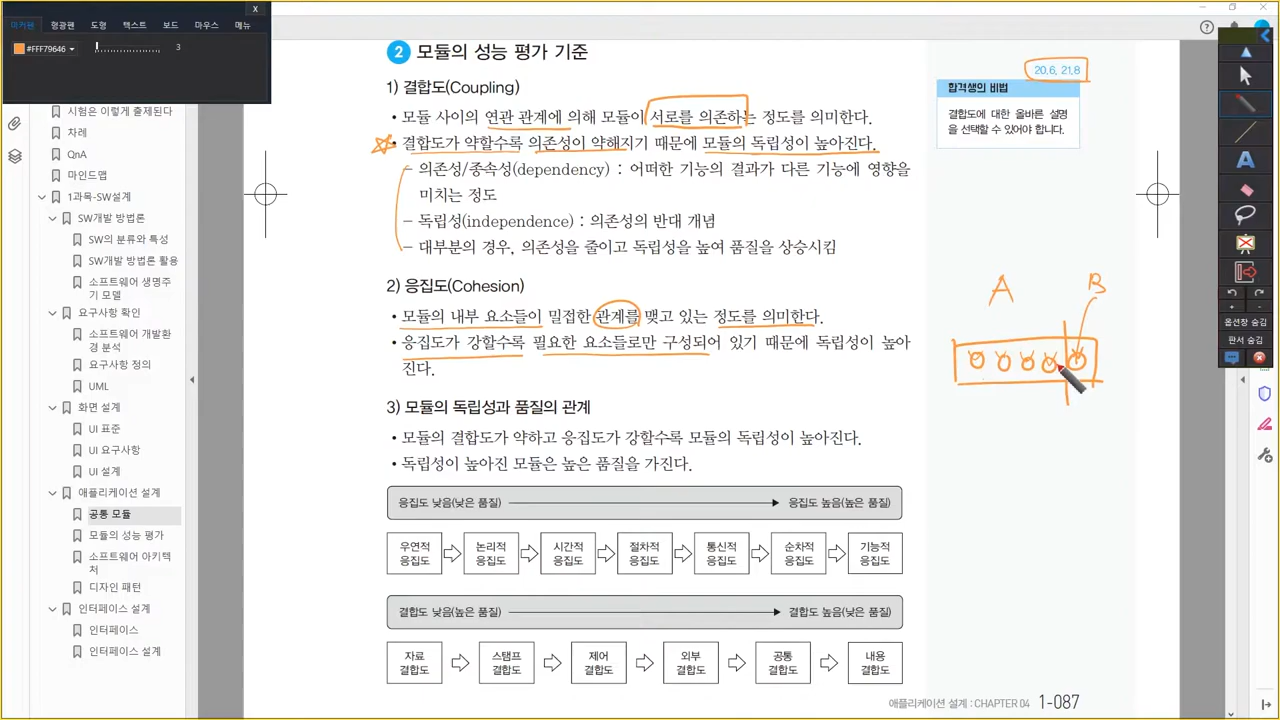 X
마커펜 형광펜 도형 텍스트 보드 마우스 메뉴
#FFF79646 3
시험은 이렇게 출제된다
차례
QnA
마인드맵
1과목-SW설계
SW개발 방법론
SW의 분류와 특성
SW개발 방법론 활용
소프트웨어 생명주
기 모델
요구사항 확인
소프트웨어 개발환
경 분석
요구사항 정의
UML
화면 설계
UI 표준
UI 요구사항
UI 설계
애플리케이션 설계
공통 모듈
모듈의 성능 평가
소프트웨어 아키텍
처
디자인 패턴
인터페이스 설계
인터페이스
인터페이스 설계
2 모듈의 성능 평가 기준
1) 결합도(Coupling)
• 모듈 사이의 연관 관계에 의해 모듈이 서로를 의존하는 정도를 의미한다.
• 결합도가 약할수록 의존성이 약해지기 때문에 모듈의 독립성이 높아진다.
- 의존성/종속성(dependency) : 어떠한 기능의 결과가 다른 기능에 영향을
미치는 정도
- 독립성(independence) : 의존성의 반대 개념
- 대부분의 경우, 의존성을 줄이고 독립성을 높여 품질을 상승시킴
2) 응집도(Cohesion)
• 모듈의 내부 요소들이 밀접한 관계를 맺고 있는 정도를 의미한다.
• 응집도가 강할수록 필요한 요소들로만 구성되어 있기 때문에 독립성이 높아
진다.
3) 모듈의 독립성과 품질의 관계
• 모듈의 결합도가 약하고 응집도가 강할수록 모듈의 독립성이 높아진다.
• 독립성이 높아진 모듈은 높은 품질을 가진다.
응집도 낮음(낮은 품질) 응집도 높음(높은 품질)
우연적 응집도
논리적 응집도
시간적 응집도
절차적 응집도
통신적 응집도
순차적 응집도
기능적 응집도
결합도 낮음(높은 품질) 결합도 높음(낮은 품질)
자료 결합도
스탬프 결합도
제어 결합도
외부 결합도
공통 결합도
내용 결합도
애플리케이션 설계 : CHAPTER 04 1-087
20.6, 21.8
합격생의 비법
결합도에 대한 올바른 설명
을 선택할 수 있어야 합니다.
A B
A
옵션장 숨김
판서 숨김